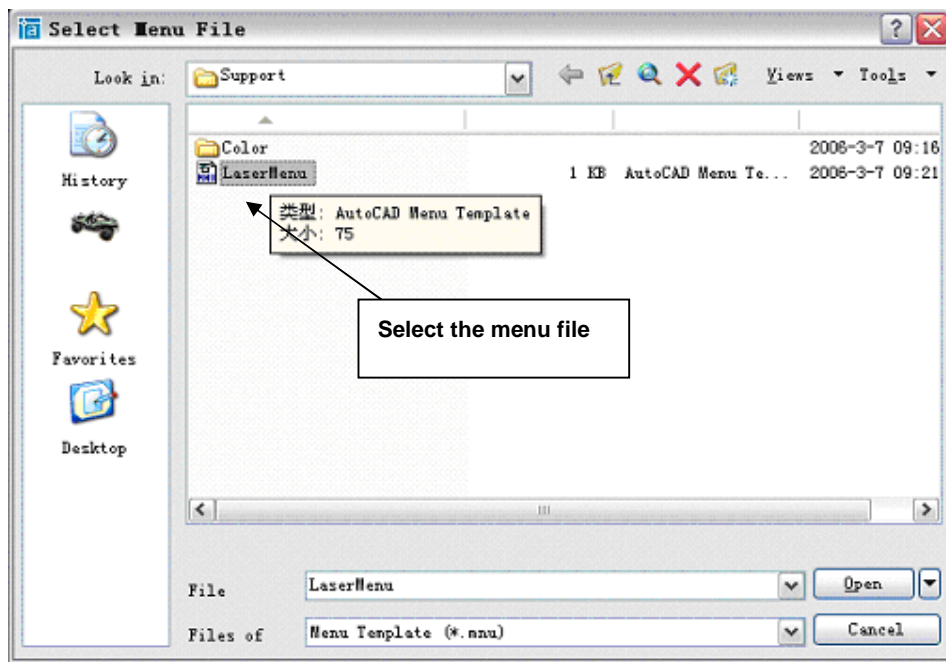 Select Menu File
Look in:
Support
Views
Tools
Color
2006-3-7 09:16
LaserMenu
1 KB AutoCAD Menu Te... 2006-3-7 09:21
类型: AutoCAD Menu Template
大小: 75
Select the menu file
History
Favorites
Desktop
File
LaserMenu
Open
Files of
Menu Template (*.mnu)
Cancel